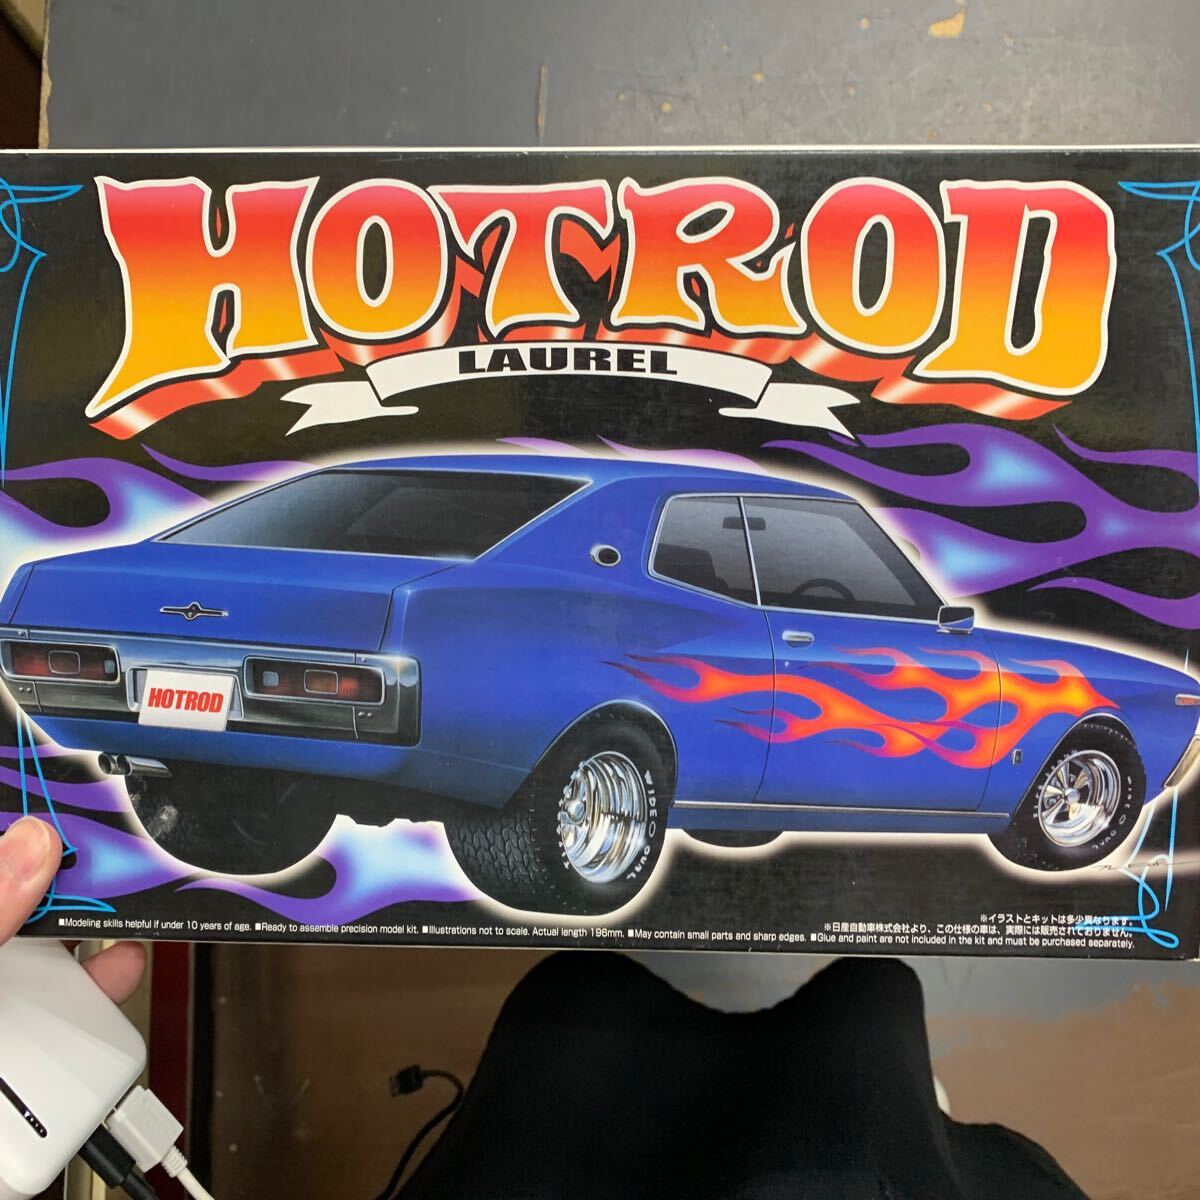 HOTROD
LAUREL
HOTROD
WIDE OVAL
※イラストとキットは多少異なります。
※日産自動車株式会社より、この仕様の車は、実際には販売されておりません。
■Modeling skills helpful if under 10 years of age. ■Ready to assemble precision model kit. ■Illustrations not to scale. Actual length 196mm. ■May contain small parts and sharp edges. ■Glue and paint are not included in the kit and must be purchased separately.